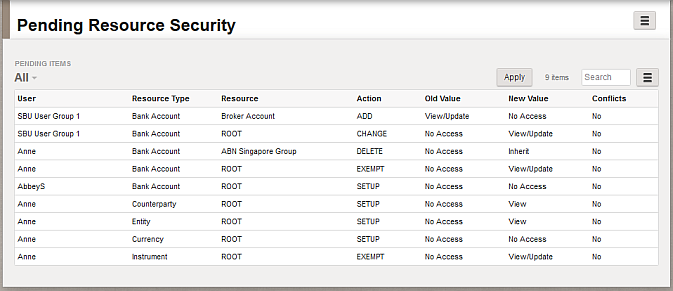 Pending Resource Security
PENDING ITEMS
All
Apply 9 items Search
User Resource Type Resource Action Old Value New Value Conflicts
SBU User Group 1 Bank Account Broker Account ADD View/Update No Access No
SBU User Group 1 Bank Account ROOT CHANGE No Access View/Update No
Anne Bank Account ABN Singapore Group DELETE No Access Inherit No
Anne Bank Account ROOT EXEMPT No Access View/Update No
AbbeyS Bank Account ROOT SETUP No Access No Access No
Anne Counterparty ROOT SETUP No Access View No
Anne Entity ROOT SETUP No Access View No
Anne Currency ROOT SETUP No Access No Access No
Anne Instrument ROOT EXEMPT No Access View/Update No